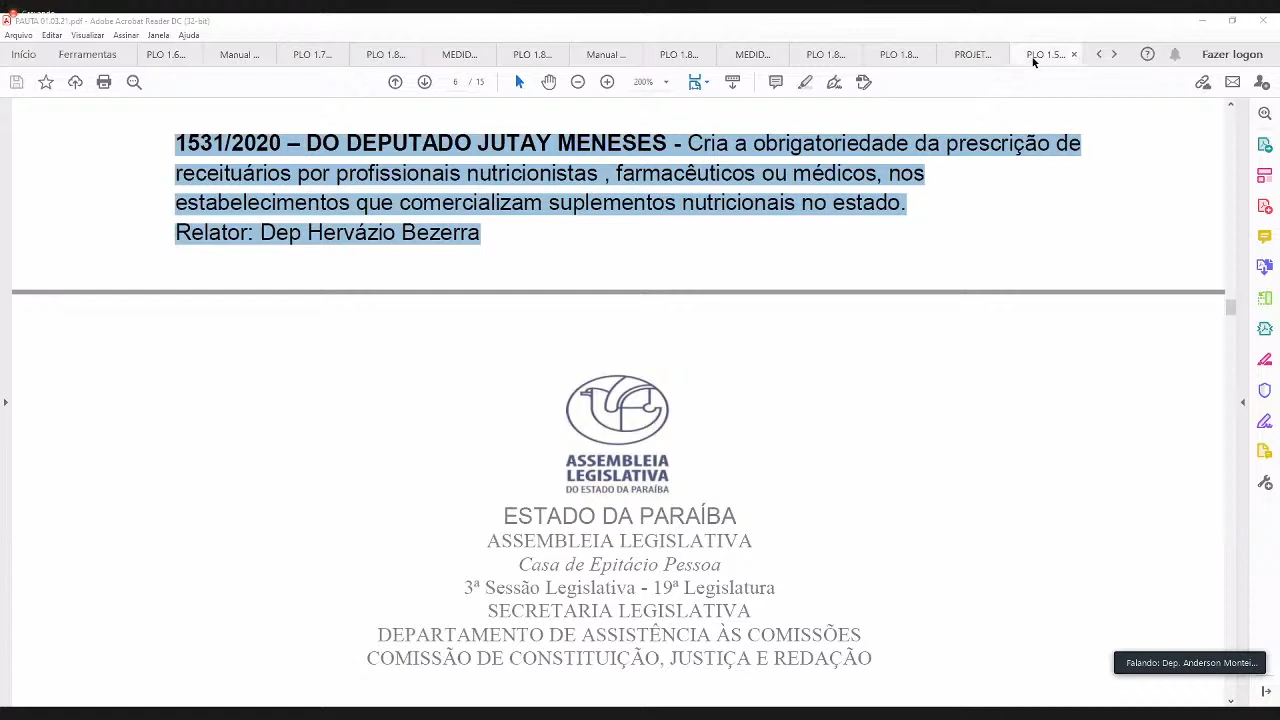 PAUTA 01.03.21.pdf - Adobe Acrobat Reader DC (32-bit)
Arquivo Editar Visualizar Assinar Janela Ajuda
Início Ferramentas PLO 1.6... Manual ... PLO 1.7... PLO 1.8... MEDID... PLO 1.8... Manual ... PLO 1.8... MEDID... PLO 1.8... PLO 1.8... PROJET... PLO 1.5... Fazer logon
6 / 15 200%
1531/2020 – DO DEPUTADO JUTAY MENESES - Cria a obrigatoriedade da prescrição de
receituários por profissionais nutricionistas , farmacêuticos ou médicos, nos
estabelecimentos que comercializam suplementos nutricionais no estado.
Relator: Dep Hervázio Bezerra
ASSEMBLEIA
LEGISLATIVA
DO ESTADO DA PARAÍBA
ESTADO DA PARAÍBA
ASSEMBLEIA LEGISLATIVA
Casa de Epitácio Pessoa
3ª Sessão Legislativa - 19ª Legislatura
SECRETARIA LEGISLATIVA
DEPARTAMENTO DE ASSISTÊNCIA ÀS COMISSÕES
COMISSÃO DE CONSTITUIÇÃO, JUSTIÇA E REDAÇÃO
Falando: Dep. Anderson Montei...